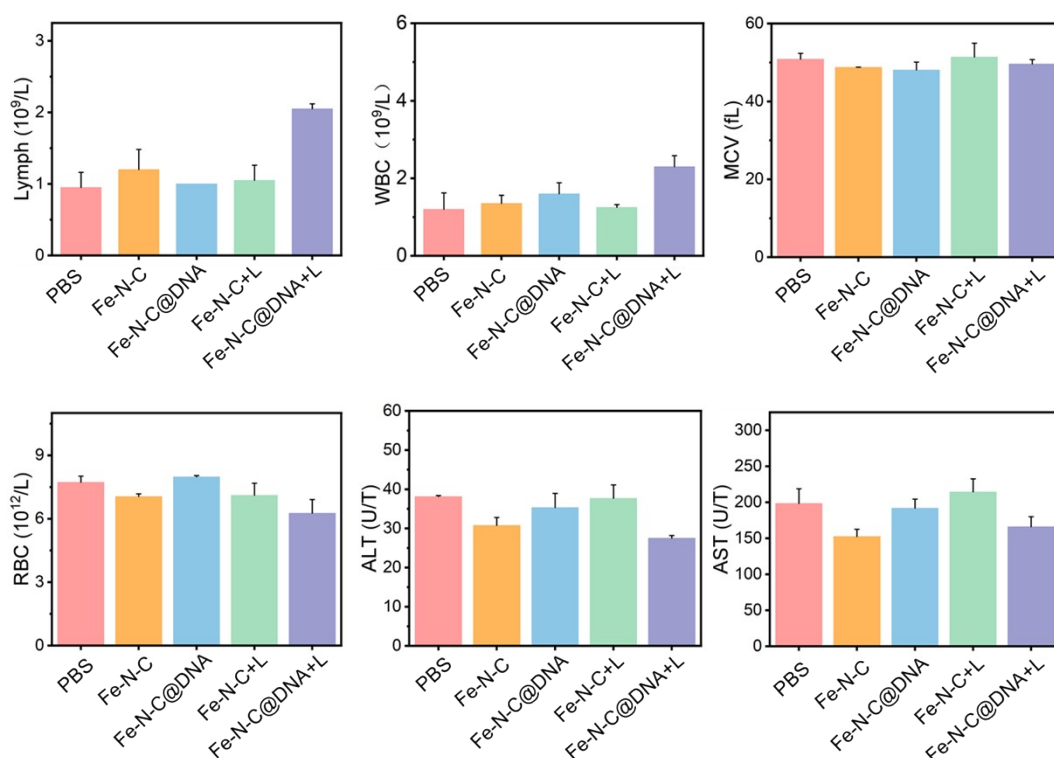 Lymph (10⁹/L)
3
2
1
0
PBS
Fe-N-C
Fe-N-C@DNA
Fe-N-C+L
Fe-N-C@DNA+L
WBC（10⁹/L）
6
4
2
0
PBS
Fe-N-C
Fe-N-C@DNA
Fe-N-C+L
Fe-N-C@DNA+L
MCV (fL)
60
40
20
0
PBS
Fe-N-C
Fe-N-C@DNA
Fe-N-C+L
Fe-N-C@DNA+L
RBC (10¹²/L)
9
6
3
0
PBS
Fe-N-C
Fe-N-C@DNA
Fe-N-C+L
Fe-N-C@DNA+L
ALT (U/T)
60
50
40
30
20
10
0
PBS
Fe-N-C
Fe-N-C@DNA
Fe-N-C+L
Fe-N-C@DNA+L
AST (U/T)
300
250
200
150
100
50
0
PBS
Fe-N-C
Fe-N-C@DNA
Fe-N-C+L
Fe-N-C@DNA+L